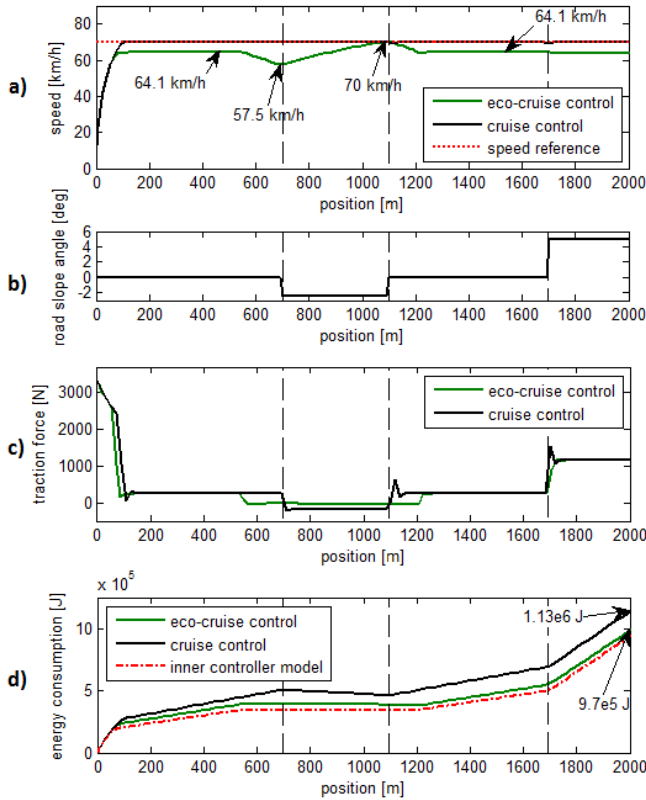 80
60
40
20
0
speed [km/h]
a)
64.1 km/h
57.5 km/h
70 km/h
64.1 km/h
eco-cruise control
cruise control
speed reference
0 200 400 600 800 1000 1200 1400 1600 1800 2000
position [m]
6
4
2
0
-2
road slope angle [deg]
b)
0 200 400 600 800 1000 1200 1400 1600 1800 2000
position [m]
3000
2000
1000
0
traction force [N]
c)
eco-cruise control
cruise control
0 200 400 600 800 1000 1200 1400 1600 1800 2000
position [m]
x 10⁵
10
5
0
energy consumption [J]
d)
eco-cruise control
cruise control
inner controller model
1.13e6 J
9.7e5 J
0 200 400 600 800 1000 1200 1400 1600 1800 2000
position [m]